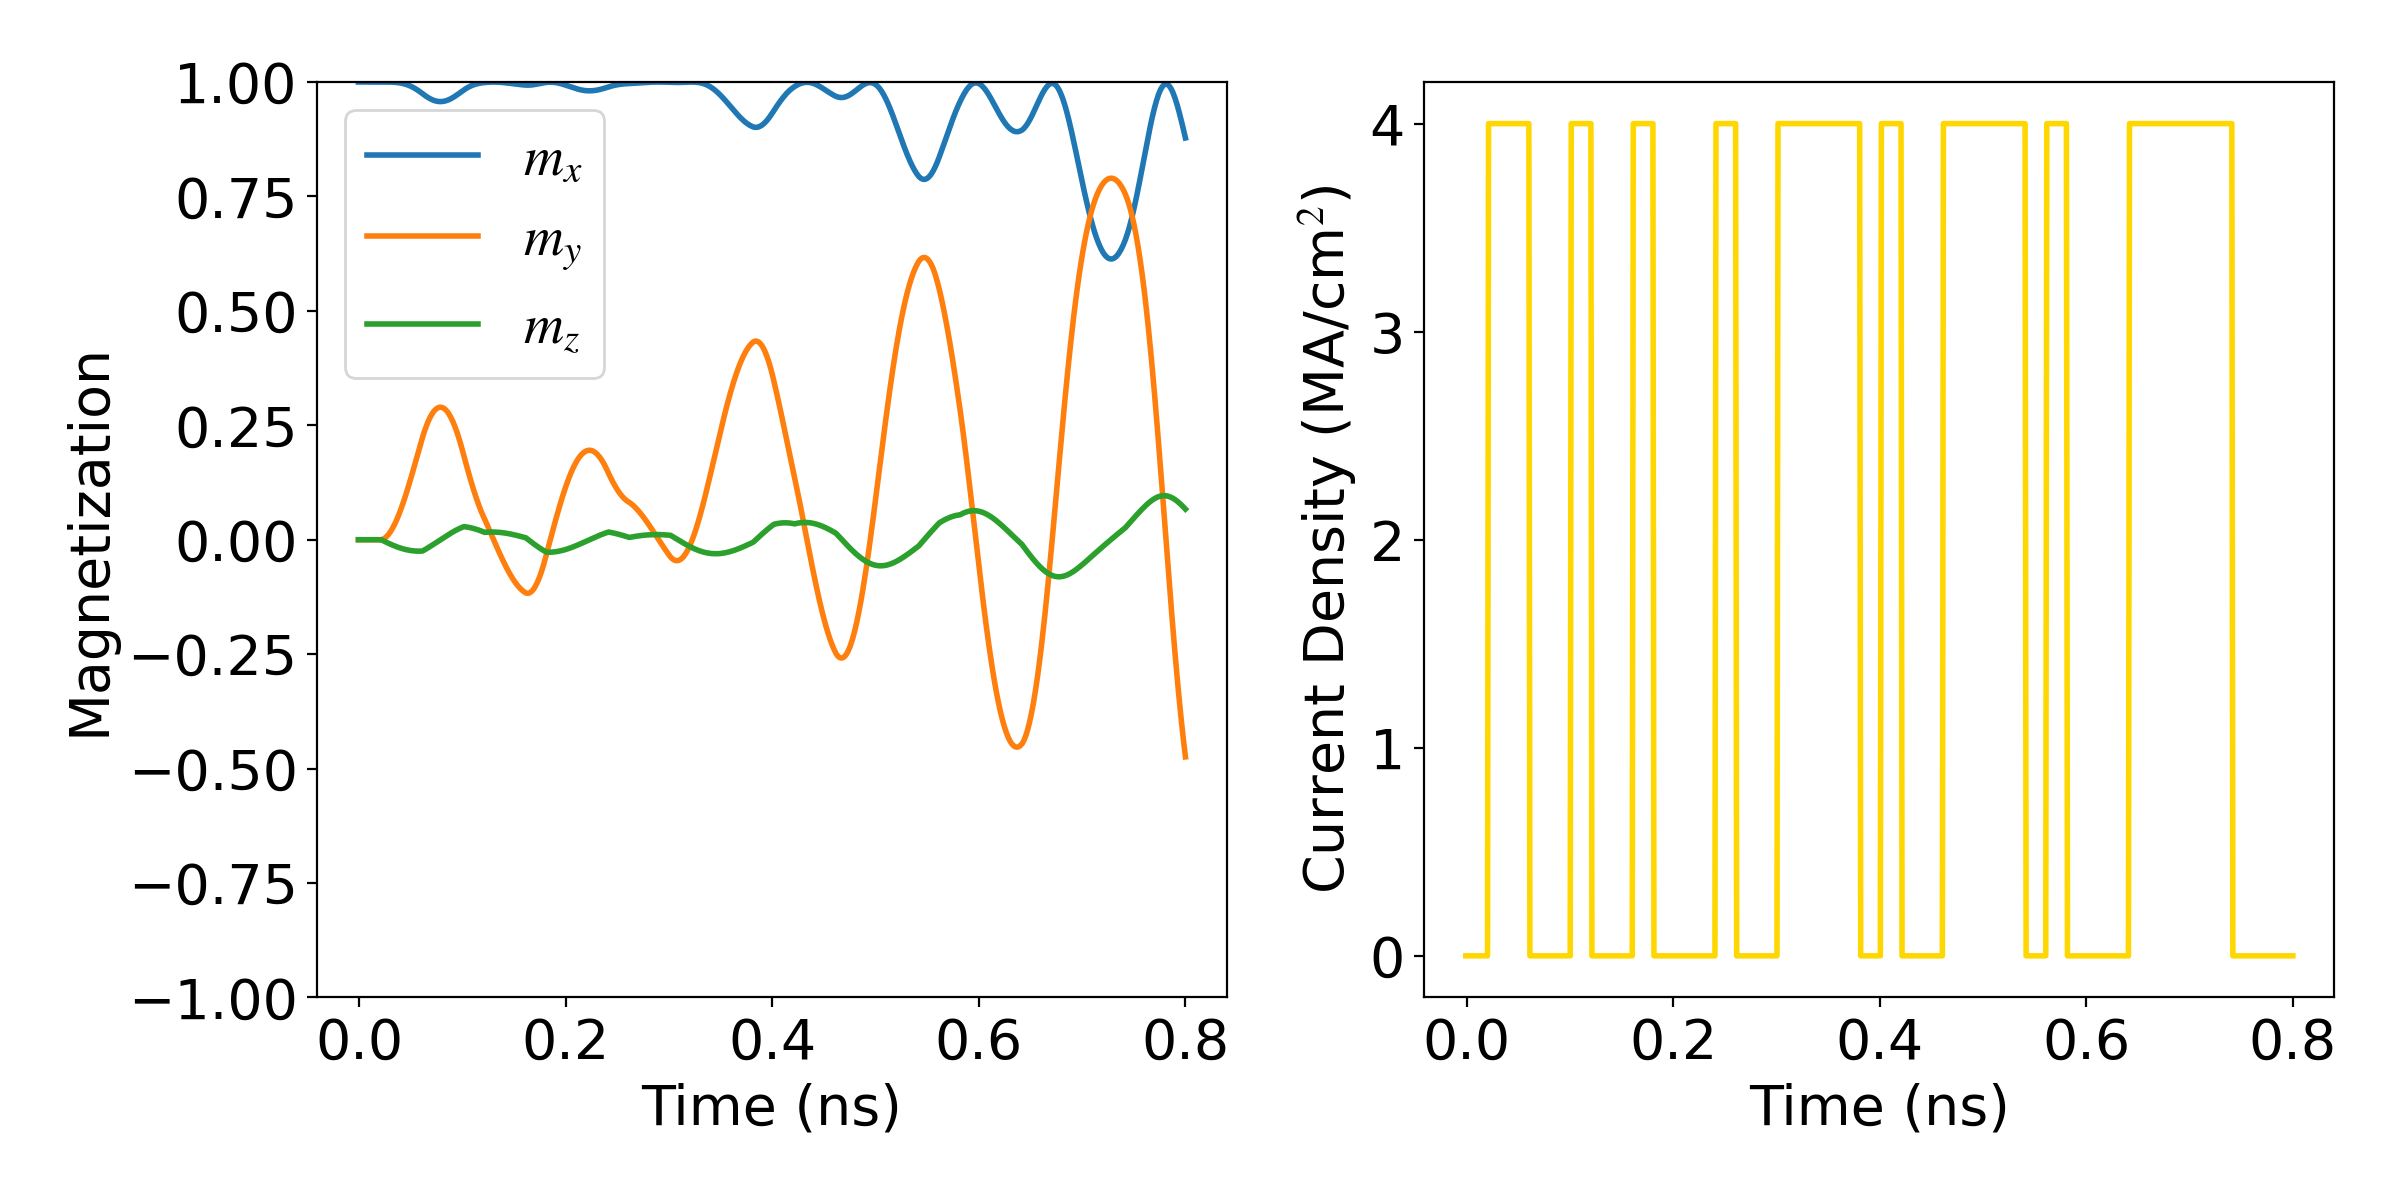 1.00
0.75
0.50
0.25
0.00
−0.25
−0.50
−0.75
−1.00
Magnetization
m_x
m_y
m_z
0.0 0.2 0.4 0.6 0.8
Time (ns)
4
3
2
1
0
Current Density (MA/cm²)
0.0 0.2 0.4 0.6 0.8
Time (ns)